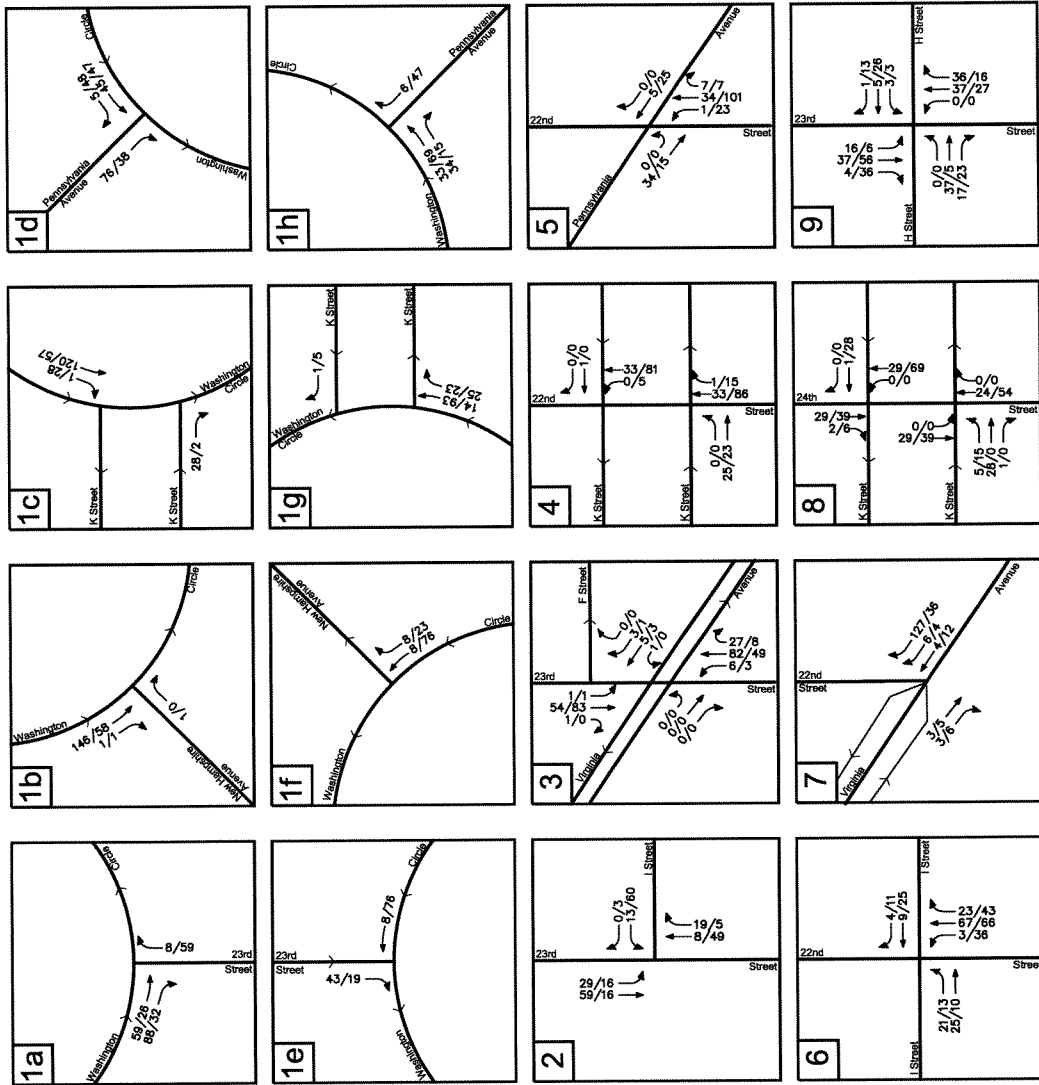 1a
Washington
Circle
59/26
88/32
8/59
23rd
Street
1b
Washington
Circle
146/58
1/1
1/0
New Hampshire
Avenue
1c
1/28
120/57
K Street
K Street
28/2
Washington
Circle
1d
Circle
5/48
45/47
Pennsylvania
Avenue
76/38
Washington
1e
23rd
Street
43/19
8/76
Circle
Washington
1f
New Hampshire
Avenue
8/23
8/76
Washington
Circle
1g
Washington
Circle
1/5
K Street
K Street
14/93
25/23
1h
Circle
6/47
33/69
34/15
Washington
Pennsylvania
Avenue
2
23rd
29/16
59/16
0/3
13/60
I Street
19/5
8/49
Street
3
23rd
F Street
1/1
54/83
1/0
0/0
3/1
5/3
1/0
Virginia
0/0
0/0
0/0
27/8
82/49
6/3
Avenue
Street
4
22nd
0/0
1/0
K Street
33/81
0/5
K Street
1/15
33/86
0/0
25/23
Street
5
22nd
0/0
5/25
Pennsylvania
Avenue
0/0
34/15
7/7
34/101
1/23
Street
6
22nd
4/11
9/25
I Street
I Street
21/13
25/10
23/43
67/66
3/36
Street
7
22nd
Street
127/36
6/4
4/12
Virginia
Avenue
3/5
3/6
8
24th
0/0
1/28
29/39
2/6
K Street
29/69
0/0
0/0
29/39
K Street
0/0
24/54
5/15
28/0
1/0
Street
9
23rd
16/6
37/56
4/36
1/13
5/26
3/3
H Street
H Street
0/0
37/5
17/23
36/16
37/27
0/0
Street